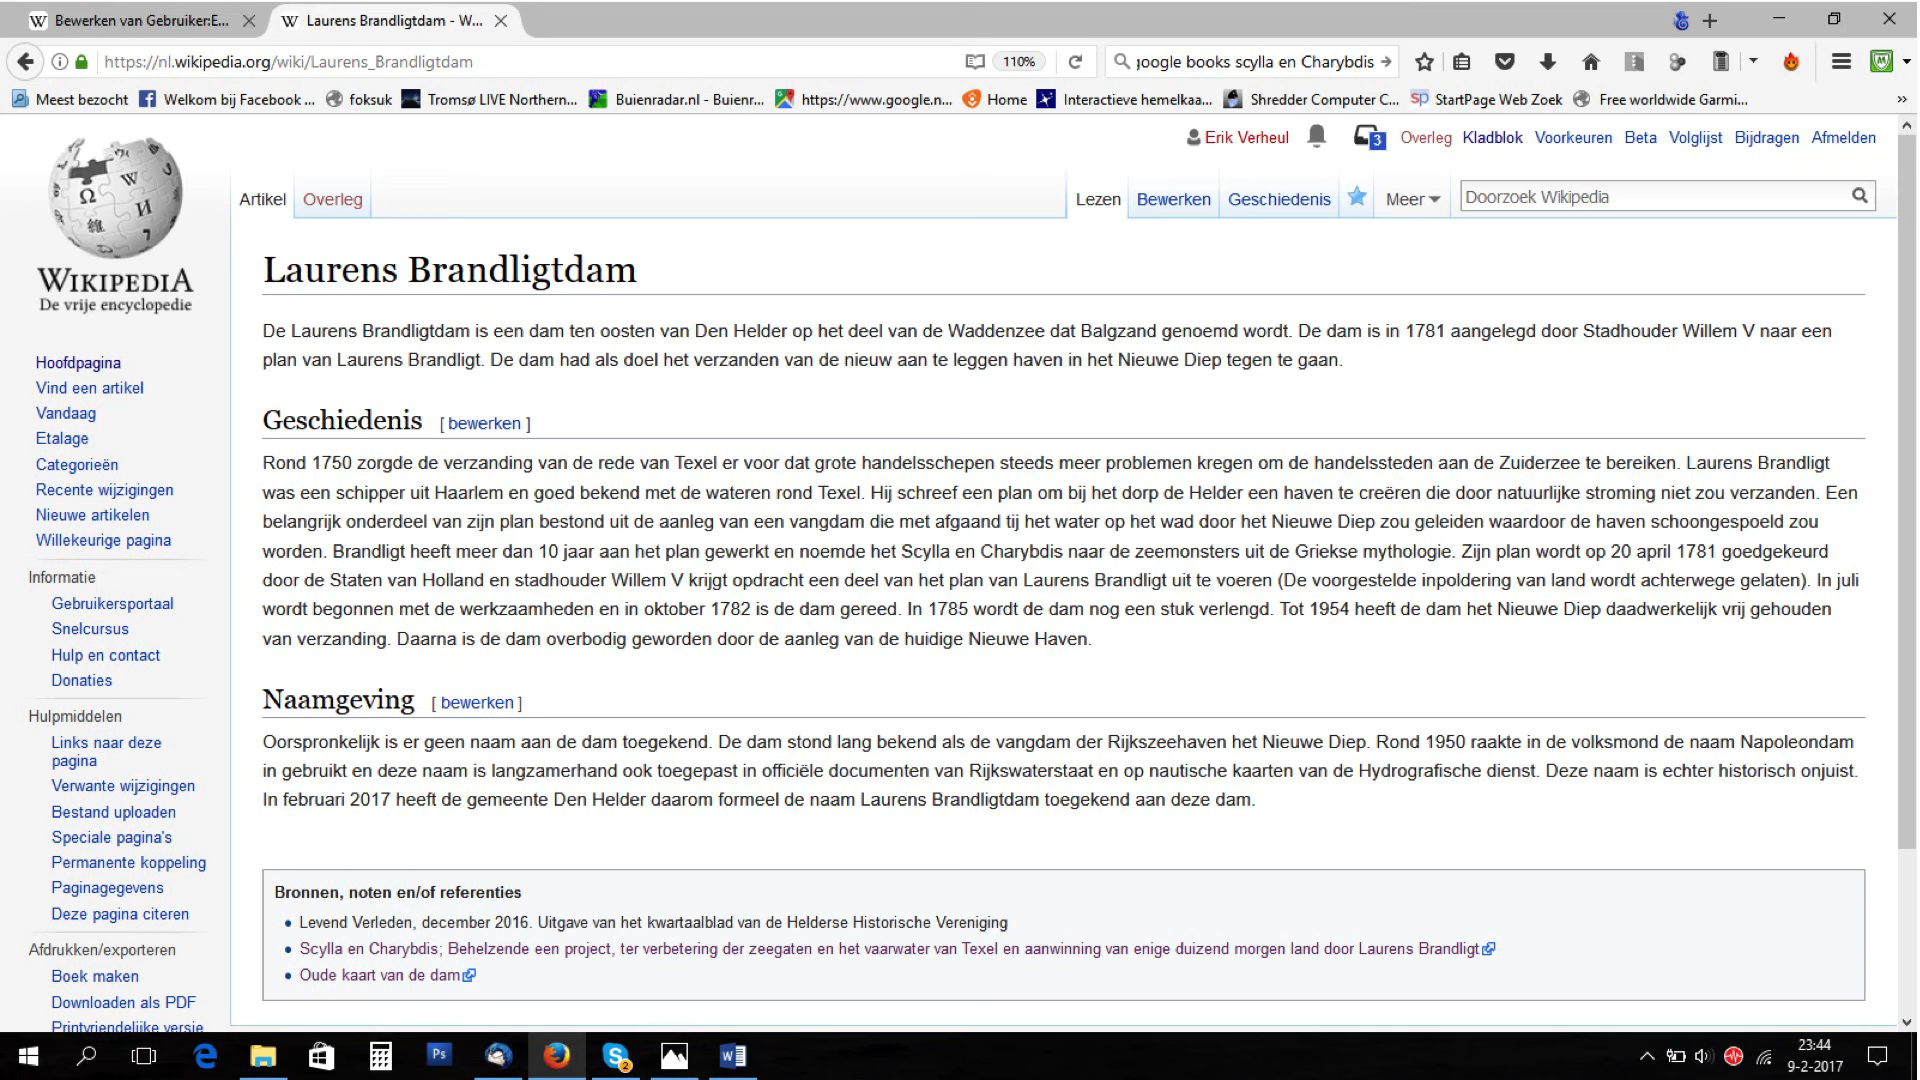 Bewerken van Gebruiker:E...
Laurens Brandligtdam - W...
https://nl.wikipedia.org/wiki/Laurens_Brandligtdam
110%
google books scylla en Charybdis
Meest bezocht
Welkom bij Facebook ...
foksuk
Tromsø LIVE Northern...
Buienradar.nl - Buienr...
https://www.google.n...
Home
Interactieve hemelkaa...
Shredder Computer C...
StartPage Web Zoek
Free worldwide Garmi...
Erik Verheul
3
Overleg
Kladblok
Voorkeuren
Beta
Volglijst
Bijdragen
Afmelden
WIKIPEDIA
De vrije encyclopedie
Artikel
Overleg
Lezen
Bewerken
Geschiedenis
Meer
Doorzoek Wikipedia
Hoofdpagina
Vind een artikel
Vandaag
Etalage
Categorieën
Recente wijzigingen
Nieuwe artikelen
Willekeurige pagina
Informatie
Gebruikersportaal
Snelcursus
Hulp en contact
Donaties
Hulpmiddelen
Links naar deze
pagina
Verwante wijzigingen
Bestand uploaden
Speciale pagina's
Permanente koppeling
Paginagegevens
Deze pagina citeren
Afdrukken/exporteren
Boek maken
Downloaden als PDF
Printvriendelijke versie
Laurens Brandligtdam
De Laurens Brandligtdam is een dam ten oosten van Den Helder op het deel van de Waddenzee dat Balgzand genoemd wordt. De dam is in 1781 aangelegd door Stadhouder Willem V naar een
plan van Laurens Brandligt. De dam had als doel het verzanden van de nieuw aan te leggen haven in het Nieuwe Diep tegen te gaan.
Geschiedenis [ bewerken ]
Rond 1750 zorgde de verzanding van de rede van Texel er voor dat grote handelsschepen steeds meer problemen kregen om de handelssteden aan de Zuiderzee te bereiken. Laurens Brandligt
was een schipper uit Haarlem en goed bekend met de wateren rond Texel. Hij schreef een plan om bij het dorp de Helder een haven te creëren die door natuurlijke stroming niet zou verzanden. Een
belangrijk onderdeel van zijn plan bestond uit de aanleg van een vangdam die met afgaand tij het water op het wad door het Nieuwe Diep zou geleiden waardoor de haven schoongespoeld zou
worden. Brandligt heeft meer dan 10 jaar aan het plan gewerkt en noemde het Scylla en Charybdis naar de zeemonsters uit de Griekse mythologie. Zijn plan wordt op 20 april 1781 goedgekeurd
door de Staten van Holland en stadhouder Willem V krijgt opdracht een deel van het plan van Laurens Brandligt uit te voeren (De voorgestelde inpoldering van land wordt achterwege gelaten). In juli
wordt begonnen met de werkzaamheden en in oktober 1782 is de dam gereed. In 1785 wordt de dam nog een stuk verlengd. Tot 1954 heeft de dam het Nieuwe Diep daadwerkelijk vrij gehouden
van verzanding. Daarna is de dam overbodig geworden door de aanleg van de huidige Nieuwe Haven.
Naamgeving [ bewerken ]
Oorspronkelijk is er geen naam aan de dam toegekend. De dam stond lang bekend als de vangdam der Rijkszeehaven het Nieuwe Diep. Rond 1950 raakte in de volksmond de naam Napoleondam
in gebruikt en deze naam is langzamerhand ook toegepast in officiële documenten van Rijkswaterstaat en op nautische kaarten van de Hydrografische dienst. Deze naam is echter historisch onjuist.
In februari 2017 heeft de gemeente Den Helder daarom formeel de naam Laurens Brandligtdam toegekend aan deze dam.
Bronnen, noten en/of referenties
Levend Verleden, december 2016. Uitgave van het kwartaalblad van de Helderse Historische Vereniging
Scylla en Charybdis; Behelzende een project, ter verbetering der zeegaten en het vaarwater van Texel en aanwinning van enige duizend morgen land door Laurens Brandligt
Oude kaart van de dam
Ps
2
23:44
9-2-2017